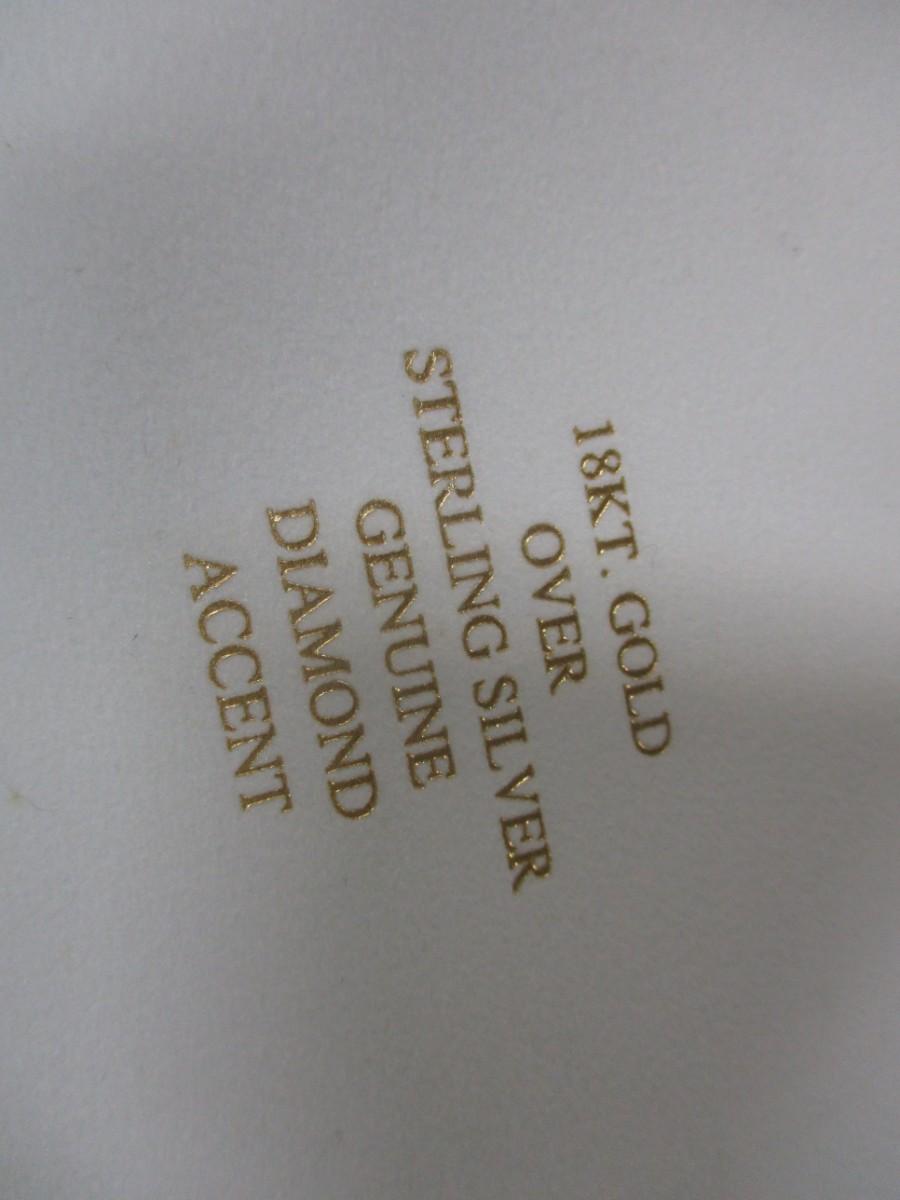 18KT. GOLD
OVER
STERLING SILVER
GENUINE
DIAMOND
ACCENT